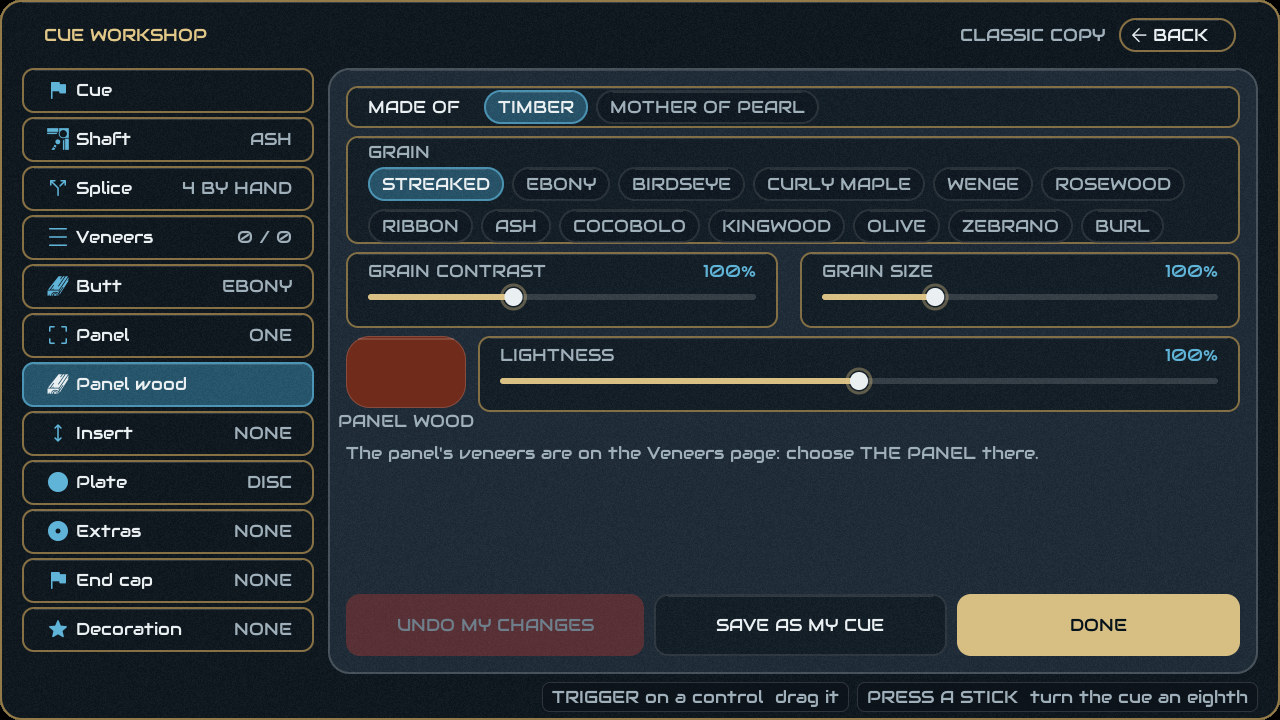 CUE WORKSHOP
CLASSIC COPY
← BACK
Cue
Shaft ASH
Splice 4 BY HAND
Veneers 0 / 0
Butt EBONY
Panel ONE
Panel wood
Insert NONE
Plate DISC
Extras NONE
End cap NONE
Decoration NONE
MADE OF TIMBER MOTHER OF PEARL
GRAIN
STREAKED EBONY BIRDSEYE CURLY MAPLE WENGE ROSEWOOD
RIBBON ASH COCOBOLO KINGWOOD OLIVE ZEBRANO BURL
GRAIN CONTRAST 100%
GRAIN SIZE 100%
LIGHTNESS 100%
PANEL WOOD
The panel's veneers are on the Veneers page: choose THE PANEL there.
UNDO MY CHANGES
SAVE AS MY CUE
DONE
TRIGGER on a control drag it
PRESS A STICK turn the cue an eighth